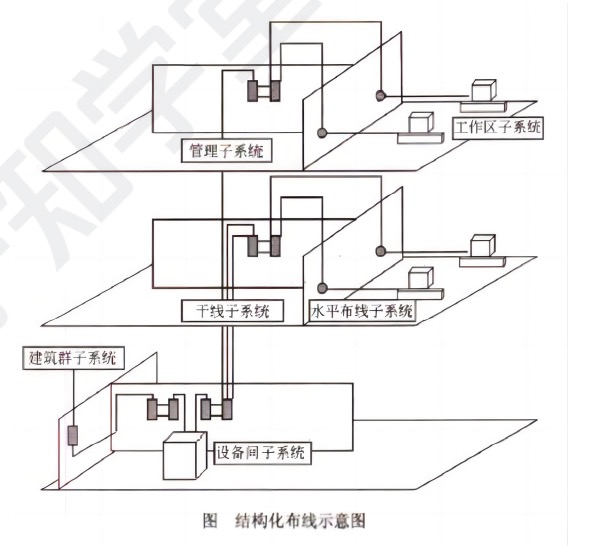 工作区子系统
管理子系统
干线子系统
水平布线子系统
建筑群子系统
设备间子系统
图 结构化布线示意图